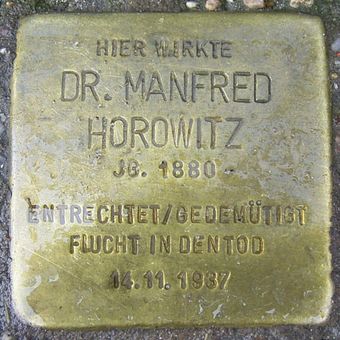 HIER WIRKTE
DR. MANFRED
HOROWITZ
JG. 1880
ENTRECHTET/GEDEMÜTIGT
FLUCHT IN DEN TOD
14.11.1937